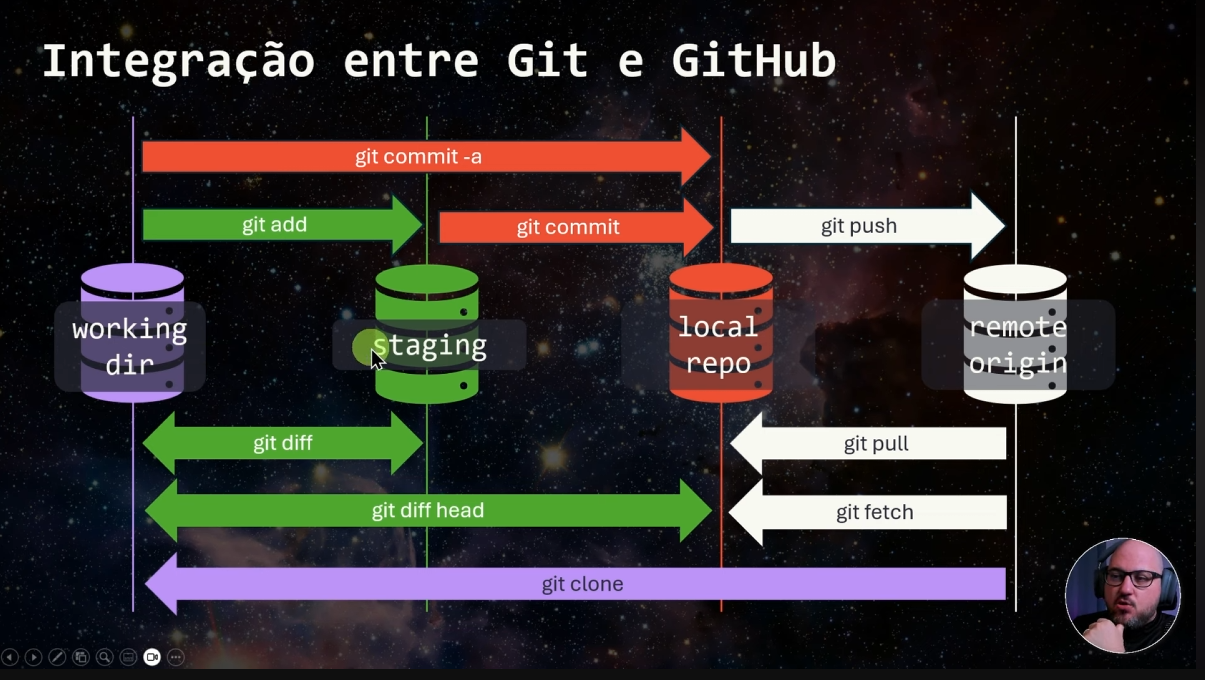 Integração entre Git e GitHub
git commit -a
git add
git commit
git push
working
dir
staging
local
repo
remote
origin
git diff
git pull
git diff head
git fetch
git clone